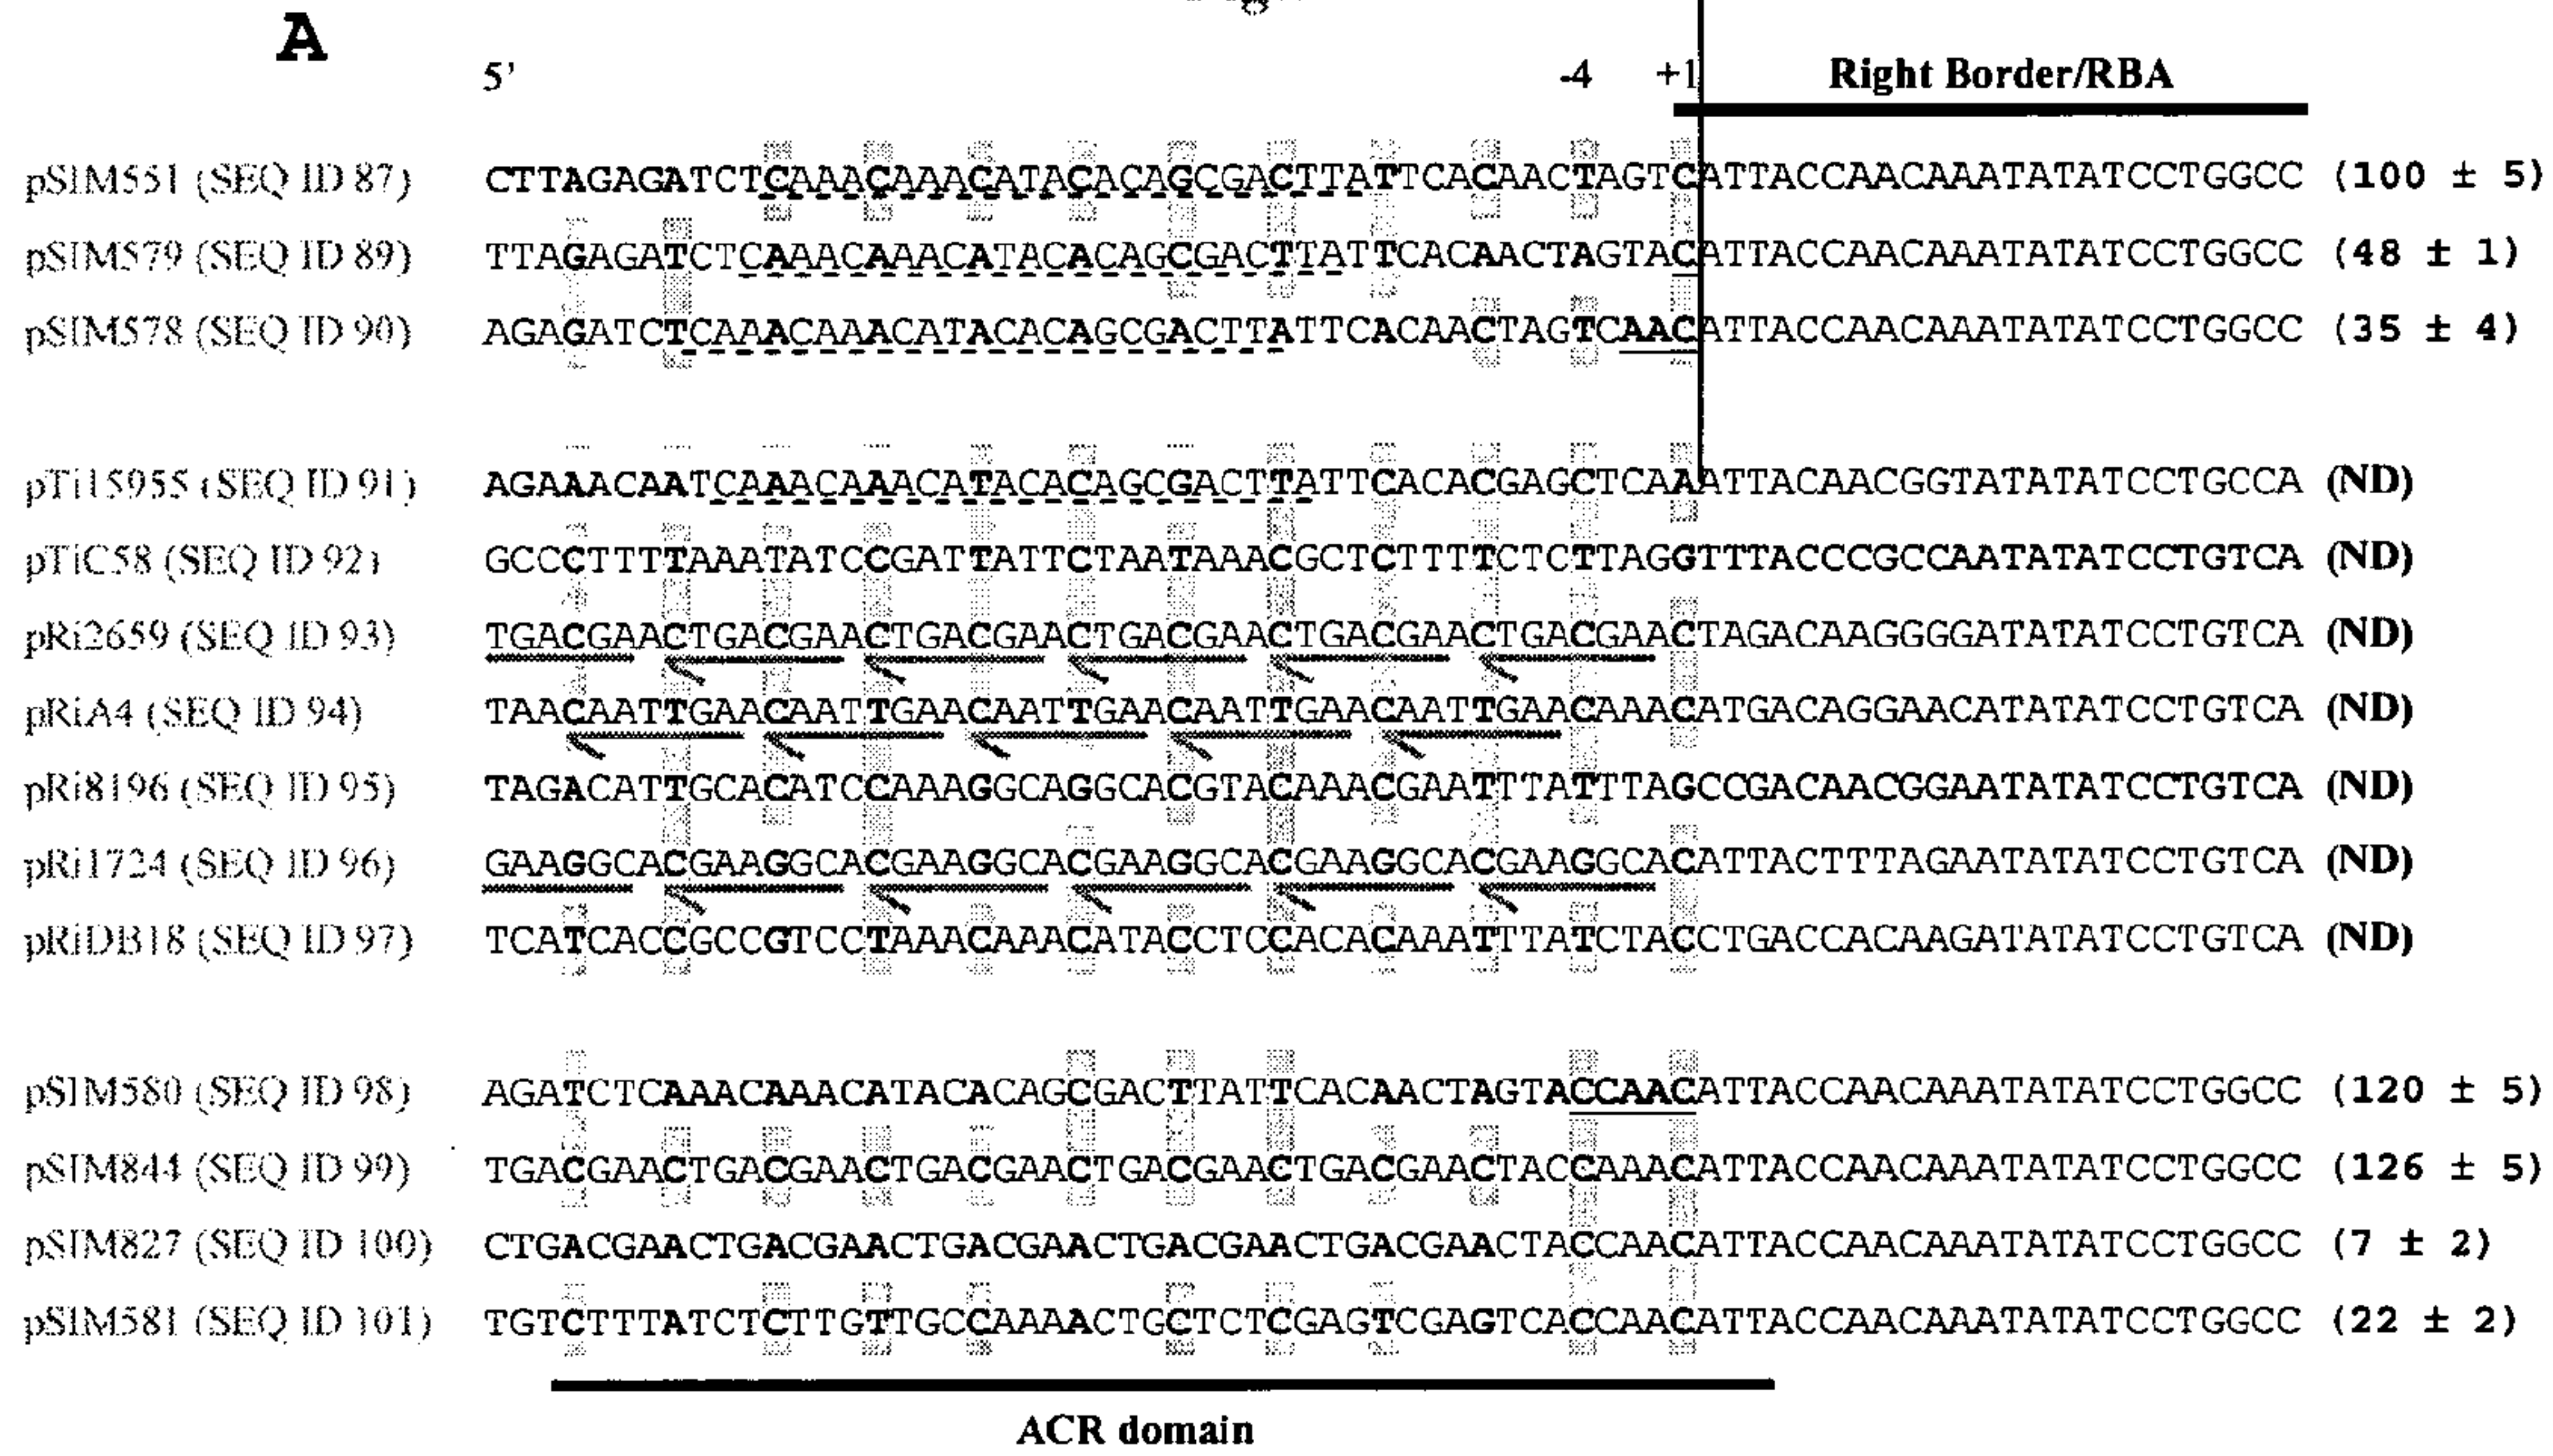 A
5' -4 +1 Right Border/RBA
pSIM551 (SEQ ID 87) CTTAGAGATCTCAAACAAACATACACAGCGACTTATTCACAACTAGTCATTACCAACAAATATATCCTGGCC (100 ± 5)
pSIM579 (SEQ ID 89) TTAGAGATCTCAAACAAACATACACAGCGACTTATTCACAACTAGTACATTACCAACAAATATATCCTGGCC (48 ± 1)
pSIM578 (SEQ ID 90) AGAGATCTCAAACAAACATACACAGCGACTTATTCACAACTAGTCAACATTACCAACAAATATATCCTGGCC (35 ± 4)
pTi15955 (SEQ ID 91) AGAAACAATCAAACAAACATACACAGCGACTTATTCACACGAGCTCAAATTACAACGGTATATATCCTGCCA (ND)
pTiC58 (SEQ ID 92) GCCCTTTTAAATATCCGATTATTCTAATAAACGCTCTTTTCTCTTAGGTTTACCCGCCAATATATCCTGTCA (ND)
pRi2659 (SEQ ID 93) TGACGAACTGACGAACTGACGAACTGACGAACTGACGAACTGACGAACTAGACAAGGGGATATATCCTGTCA (ND)
pRiA4 (SEQ ID 94) TAACAATTGAACAATTGAACAATTGAACAATTGAACAATTGAACAAACATGACAGGAACATATATCCTGTCA (ND)
pRi8196 (SEQ ID 95) TAGACATTGCACATCCAAAGGCAGGCACGTACAAACGAATTTATTTAGCCGACAACGGAATATATCCTGTCA (ND)
pRi1724 (SEQ ID 96) GAAGGCACGAAGGCACGAAGGCACGAAGGCACGAAGGCACGAAGGCACATTACTTTAGAATATATCCTGTCA (ND)
pRiDB18 (SEQ ID 97) TCATCACCGCCGTCCTAAACAAACATACCTCCACACAAATTTATCTACCCTGACCACAAGATATATCCTGTCA (ND)
pSIM580 (SEQ ID 98) AGATCTCAAACAAACATACACAGCGACTTATTCACAACTAGTACCAACATTACCAACAAATATATCCTGGCC (120 ± 5)
pSIM844 (SEQ ID 99) TGACGAACTGACGAACTGACGAACTGACGAACTGACGAACTACCAAACATTACCAACAAATATATCCTGGCC (126 ± 5)
pSIM827 (SEQ ID 100) CTGACGAACTGACGAACTGACGAACTGACGAACTGACGAACTACCAACATTACCAACAAATATATCCTGGCC (7 ± 2)
pSIM581 (SEQ ID 101) TGTCTTTATCTCTTGTTGCCAAAACTGCTCTCGAGTCGAGTCACCAACATTACCAACAAATATATCCTGGCC (22 ± 2)
ACR domain